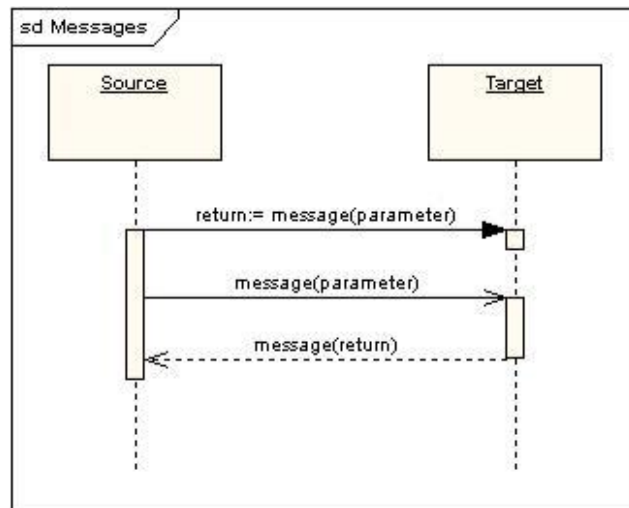 sd Messages
Source
Target
return:= message(parameter)
message(parameter)
message(return)